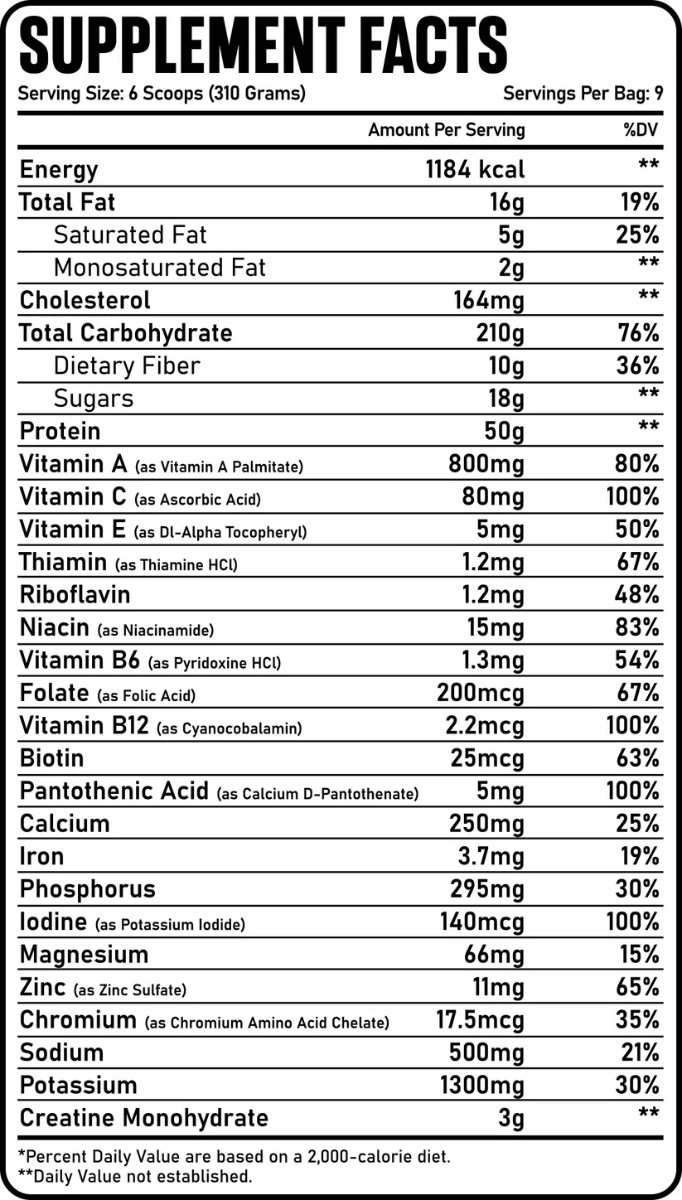 SUPPLEMENT FACTS
Serving Size: 6 Scoops (310 Grams) Servings Per Bag: 9
Amount Per Serving %DV
Energy 1184 kcal **
Total Fat 16g 19%
Saturated Fat 5g 25%
Monosaturated Fat 2g **
Cholesterol 164mg **
Total Carbohydrate 210g 76%
Dietary Fiber 10g 36%
Sugars 18g **
Protein 50g **
Vitamin A (as Vitamin A Palmitate) 800mg 80%
Vitamin C (as Ascorbic Acid) 80mg 100%
Vitamin E (as Dl-Alpha Tocopheryl) 5mg 50%
Thiamin (as Thiamine HCl) 1.2mg 67%
Riboflavin 1.2mg 48%
Niacin (as Niacinamide) 15mg 83%
Vitamin B6 (as Pyridoxine HCl) 1.3mg 54%
Folate (as Folic Acid) 200mcg 67%
Vitamin B12 (as Cyanocobalamin) 2.2mcg 100%
Biotin 25mcg 63%
Pantothenic Acid (as Calcium D-Pantothenate) 5mg 100%
Calcium 250mg 25%
Iron 3.7mg 19%
Phosphorus 295mg 30%
Iodine (as Potassium Iodide) 140mcg 100%
Magnesium 66mg 15%
Zinc (as Zinc Sulfate) 11mg 65%
Chromium (as Chromium Amino Acid Chelate) 17.5mcg 35%
Sodium 500mg 21%
Potassium 1300mg 30%
Creatine Monohydrate 3g **
*Percent Daily Value are based on a 2,000-calorie diet.
**Daily Value not established.